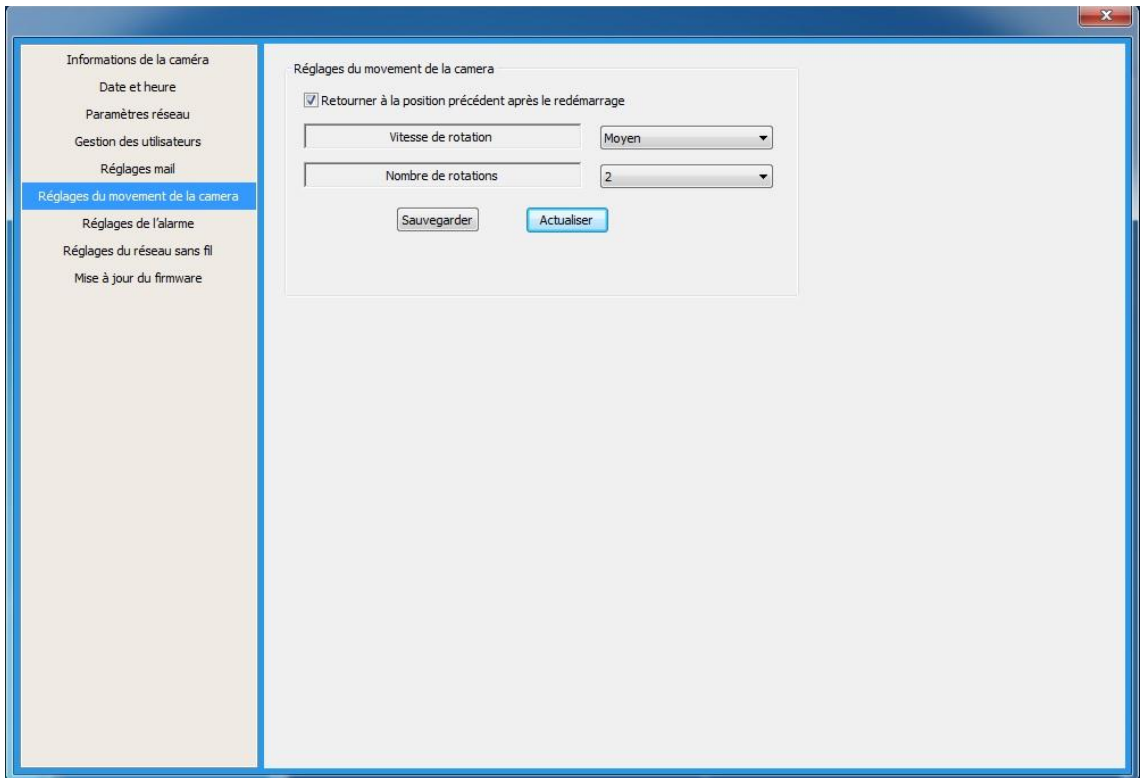 Informations de la caméra
Date et heure
Paramètres réseau
Gestion des utilisateurs
Réglages mail
Réglages du movement de la camera
Réglages de l'alarme
Réglages du réseau sans fil
Mise à jour du firmware
Réglages du movement de la camera
Retourner à la position précédent après le redémarrage
Vitesse de rotation Moyen
Nombre de rotations 2
Sauvegarder Actualiser